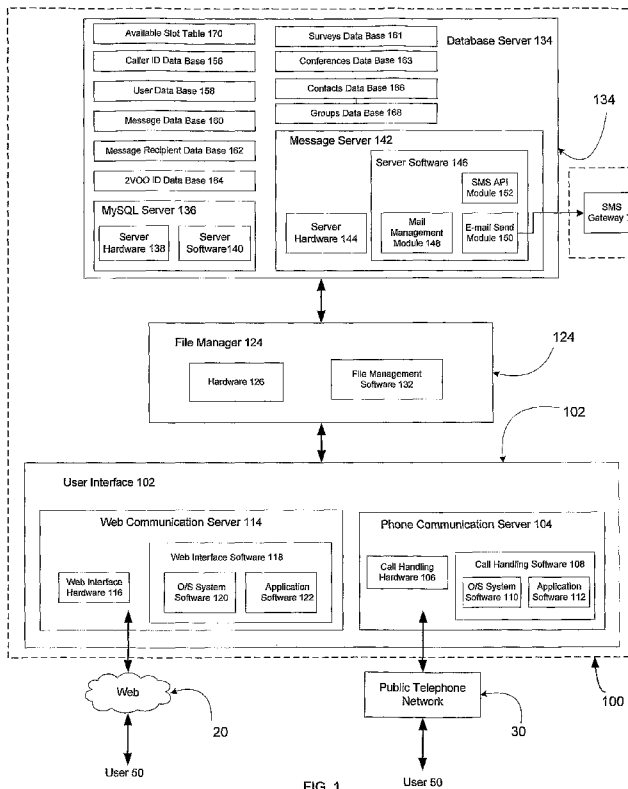 Available Slot Table 170
Caller ID Data Base 156
User Data Base 158
Message Data Base 160
Message Recipient Data Base 162
2VOO ID Data Base 164
Surveys Data Base 161
Conferences Data Base 163
Contacts Data Base 166
Groups Data Base 168
Database Server 134
134
MySQL Server 136
Server
Hardware 138
Server
Software140
Message Server 142
Server Software 146
SMS API
Module 152
Server
Hardware 144
Mail
Management
Module 148
E-mail Send
Module 150
SMS
Gateway
File Manager 124
Hardware 126
File Management
Software 132
124
102
User Interface 102
Web Communication Server 114
Web Interface Software 118
Web Interface
Hardware 116
O/S System
Software 120
Application
Software 122
Phone Communication Server 104
Call Handling
Hardware 106
Call Handling Software 108
O/S System
Software 110
Application
Software 112
100
Web
20
Public Telephone
Network
30
User 50
User 50
FIG. 1